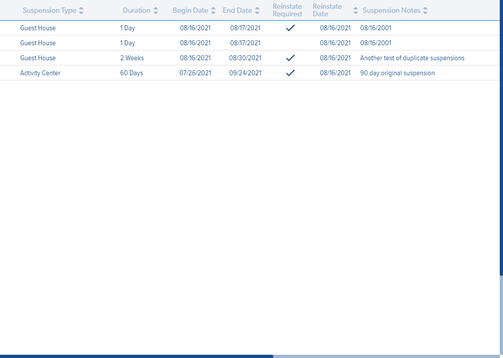 Suspension Type Duration Begin Date End Date Reinstate Required Reinstate Date Suspension Notes
Guest House 1 Day 08/16/2021 08/17/2021 08/16/2021 08/16/2001
Guest House 1 Day 08/16/2021 08/17/2021 08/16/2021 08/16/2001
Guest House 2 Weeks 08/16/2021 08/30/2021 08/16/2021 Another test of duplicate suspensions
Activity Center 60 Days 07/26/2021 09/24/2021 08/16/2021 90 day original suspension